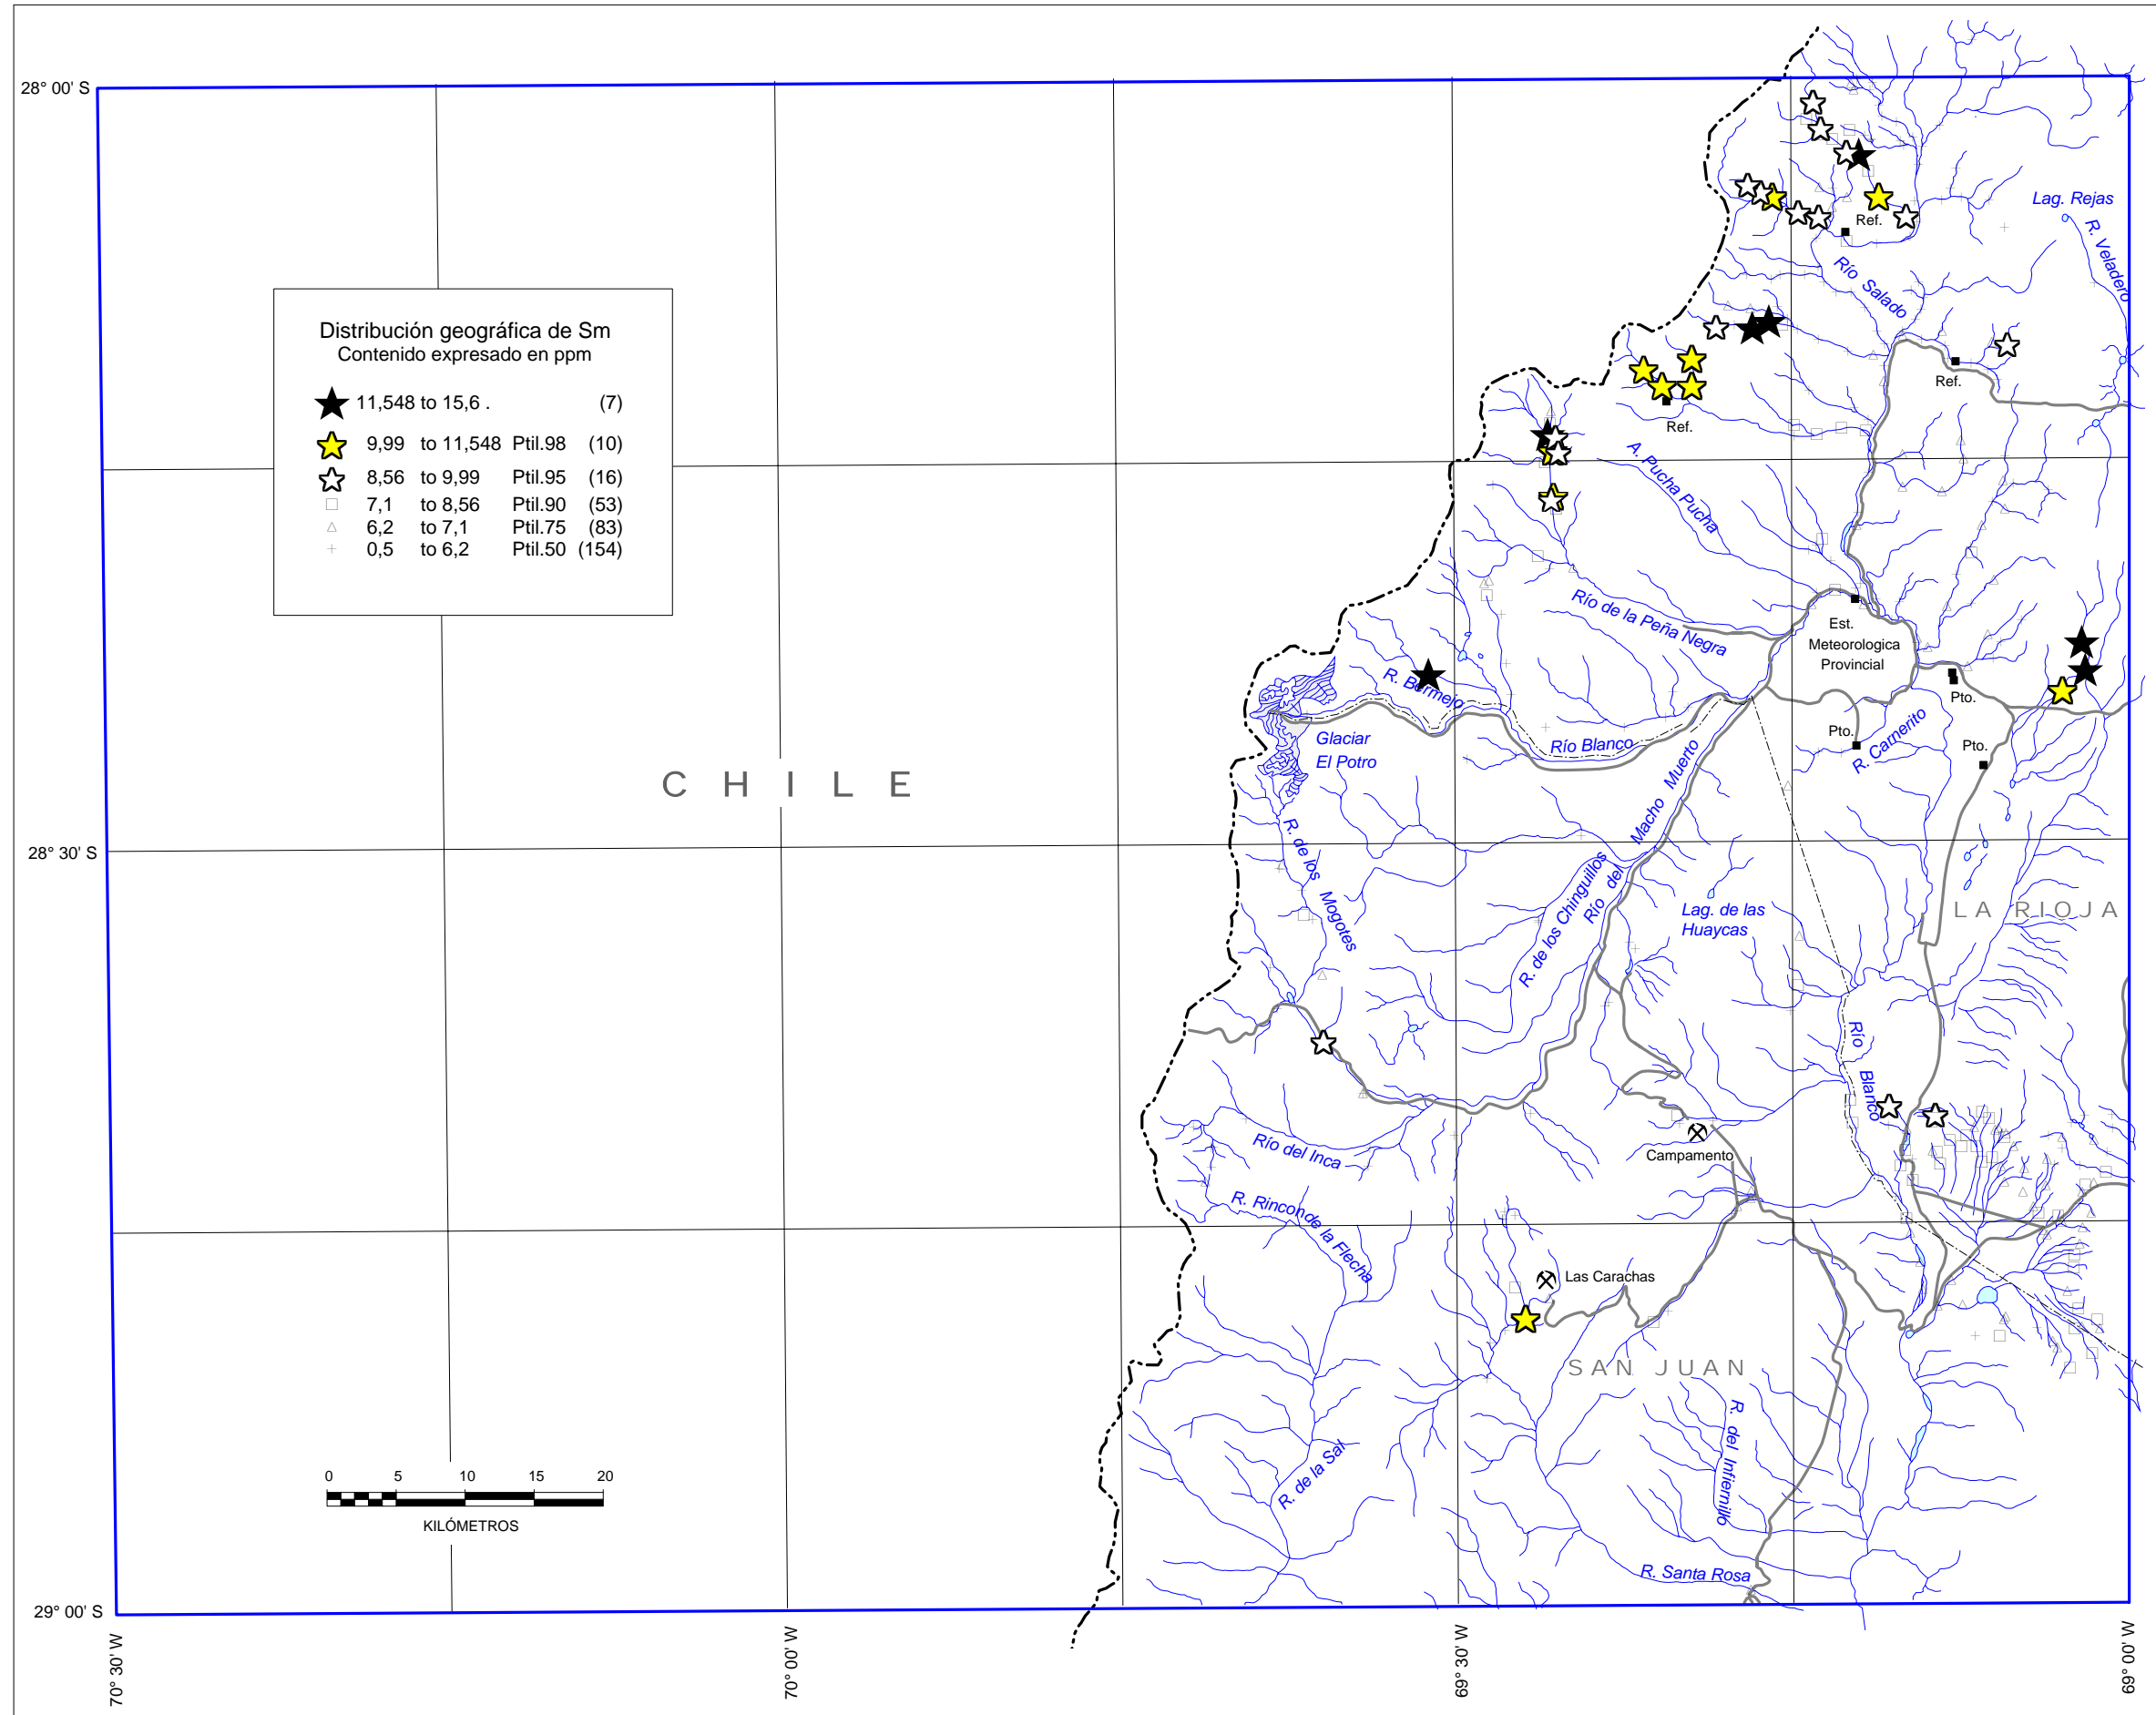 28° 00' S
Lag. Rejas
R. Veladero
Ref.
Río Salado
Distribución geográfica de Sm
Contenido expresado en ppm
11,548 to 15,6 . (7)
9,99 to 11,548 Ptil.98 (10)
8,56 to 9,99 Ptil.95 (16)
7,1 to 8,56 Ptil.90 (53)
6,2 to 7,1 Ptil.75 (83)
0,5 to 6,2 Ptil.50 (154)
Ref.
Ref.
A. Pucha Pucha
Río de la Peña Negra
Est.
Meteorologica
Provincial
R. Bermejo
Pto.
Pto.
R. Carnerito
Pto.
Río Blanco
Glaciar
El Potro
CHILE
Río del Macho Muerto
R. de los Chinguillos
R. de los Mogotes
28° 30' S
Lag. de las
Huaycas
LA RIOJA
Río Blanco
Campamento
Río del Inca
R. Rincon de la Flecha
Las Carachas
SAN JUAN
R. del Infiernillo
R. de la Sal
R. Santa Rosa
0 5 10 15 20
KILÓMETROS
29° 00' S
70° 30' W
70° 00' W
69° 30' W
69° 00' W